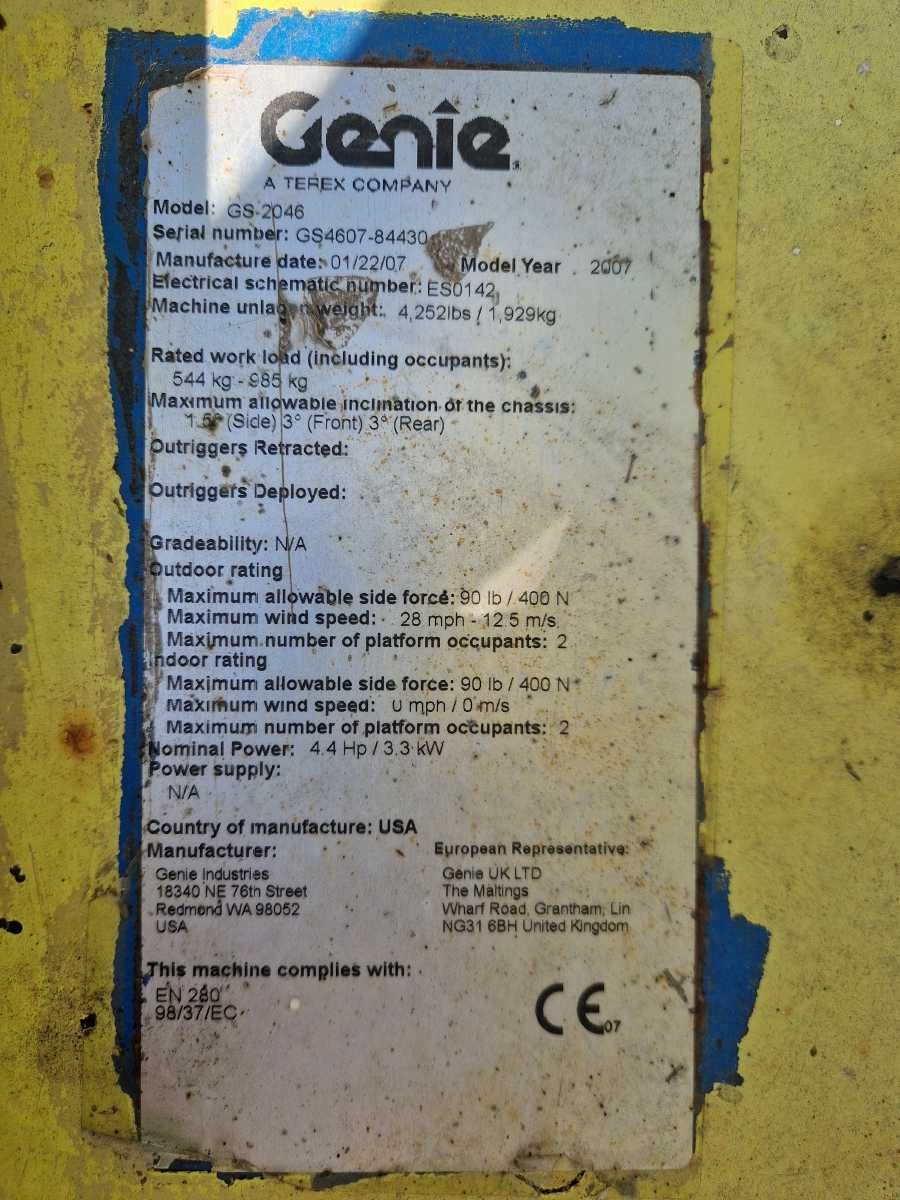 Genie
A TEREX COMPANY
Model: GS-2046
Serial number: GS4607-84430
Manufacture date: 01/22/07 Model Year 2007
Electrical schematic number: ES0142
Machine weight: 4,252lbs / 1,929kg
Rated work load (including occupants):
544 kg - 985 kg
Maximum allowable inclination of the chassis:
1.5° (Side) 3° (Front) 3° (Rear)
Outriggers Retracted:
Outriggers Deployed:
Gradeability: N/A
Outdoor rating
Maximum allowable side force: 90 lb / 400 N
Maximum wind speed: 28 mph - 12.5 m/s
Maximum number of platform occupants: 2
Indoor rating
Maximum allowable side force: 90 lb / 400 N
Maximum wind speed: 0 mph / 0 m/s
Maximum number of platform occupants: 2
Nominal Power: 4.4 Hp / 3.3 kW
Power supply:
N/A
Country of manufacture: USA
Manufacturer:
Genie Industries
18340 NE 76th Street
Redmond WA 98052
USA
European Representative:
Genie UK LTD
The Maltings
Wharf Road, Grantham, Lin
NG31 6BH United Kingdom
This machine complies with:
EN 280
98/37/EC
CE 07